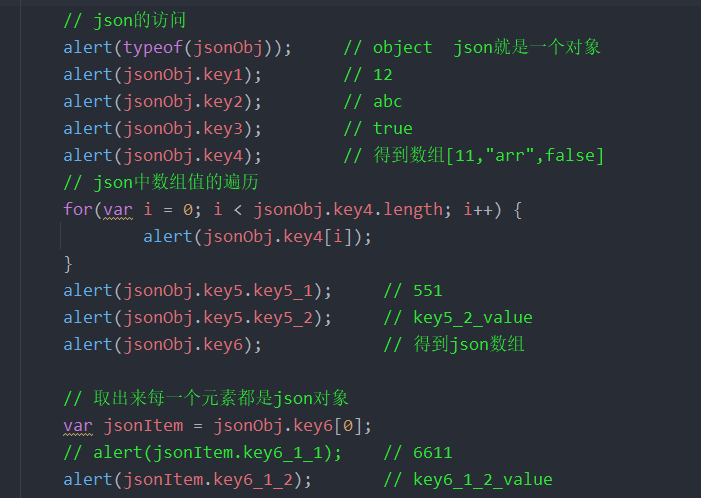 // json的访问
alert(typeof(jsonObj));     // object  json就是一个对象
alert(jsonObj.key1);        // 12
alert(jsonObj.key2);        // abc
alert(jsonObj.key3);        // true
alert(jsonObj.key4);        // 得到数组[11,"arr",false]
// json中数组值的遍历
for(var i = 0; i < jsonObj.key4.length; i++) {
        alert(jsonObj.key4[i]);
}
alert(jsonObj.key5.key5_1);     // 551
alert(jsonObj.key5.key5_2);     // key5_2_value
alert(jsonObj.key6);            // 得到json数组
// 取出来每一个元素都是json对象
var jsonItem = jsonObj.key6[0];
// alert(jsonItem.key6_1_1);    // 6611
alert(jsonItem.key6_1_2);       // key6_1_2_value